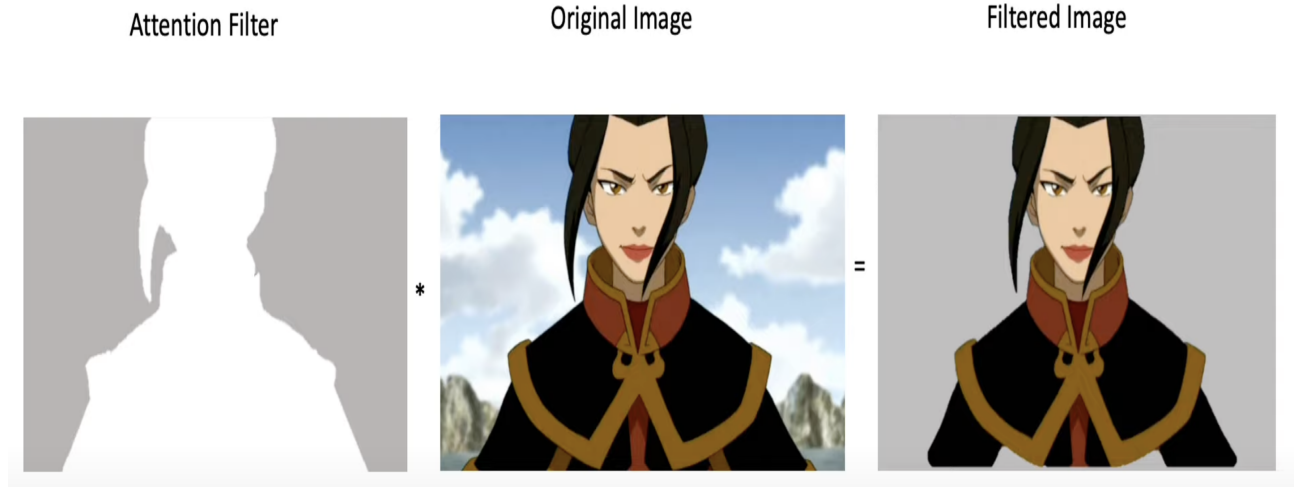 Attention Filter
Original Image
Filtered Image
*
=